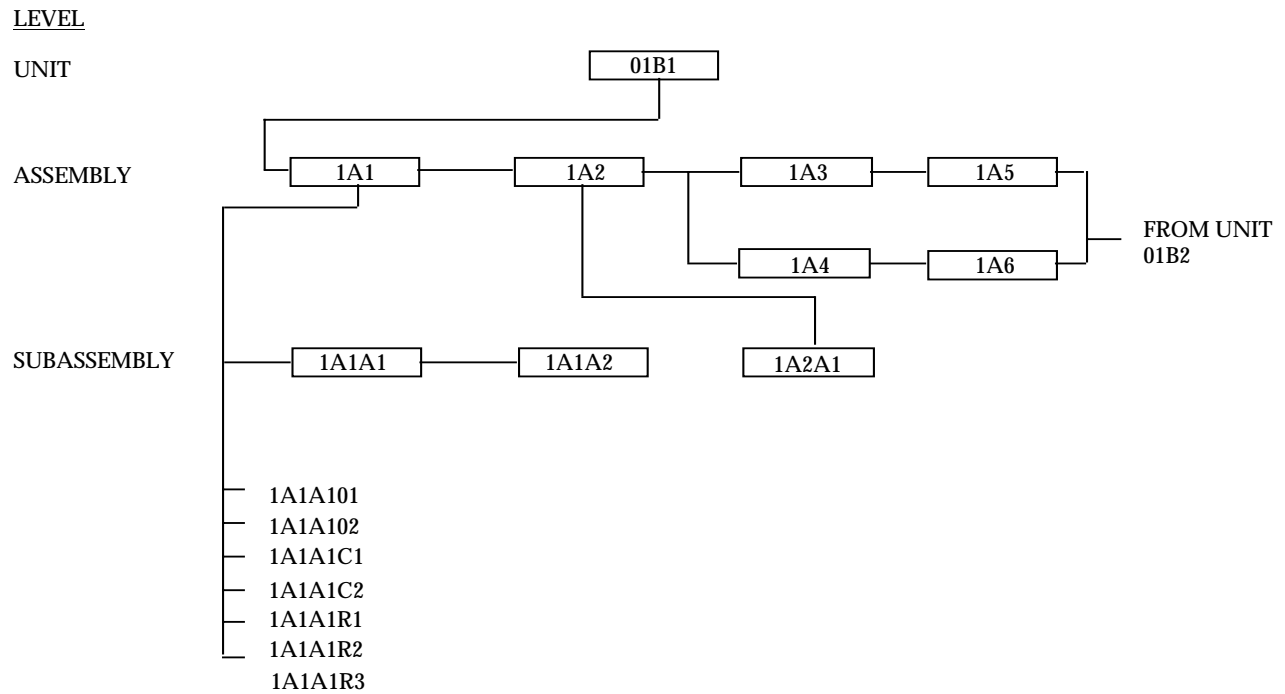 LEVEL
UNIT
01B1
ASSEMBLY
1A1
1A2
1A3
1A5
FROM UNIT
01B2
1A4
1A6
SUBASSEMBLY
1A1A1
1A1A2
1A2A1
1A1A101
1A1A102
1A1A1C1
1A1A1C2
1A1A1R1
1A1A1R2
1A1A1R3